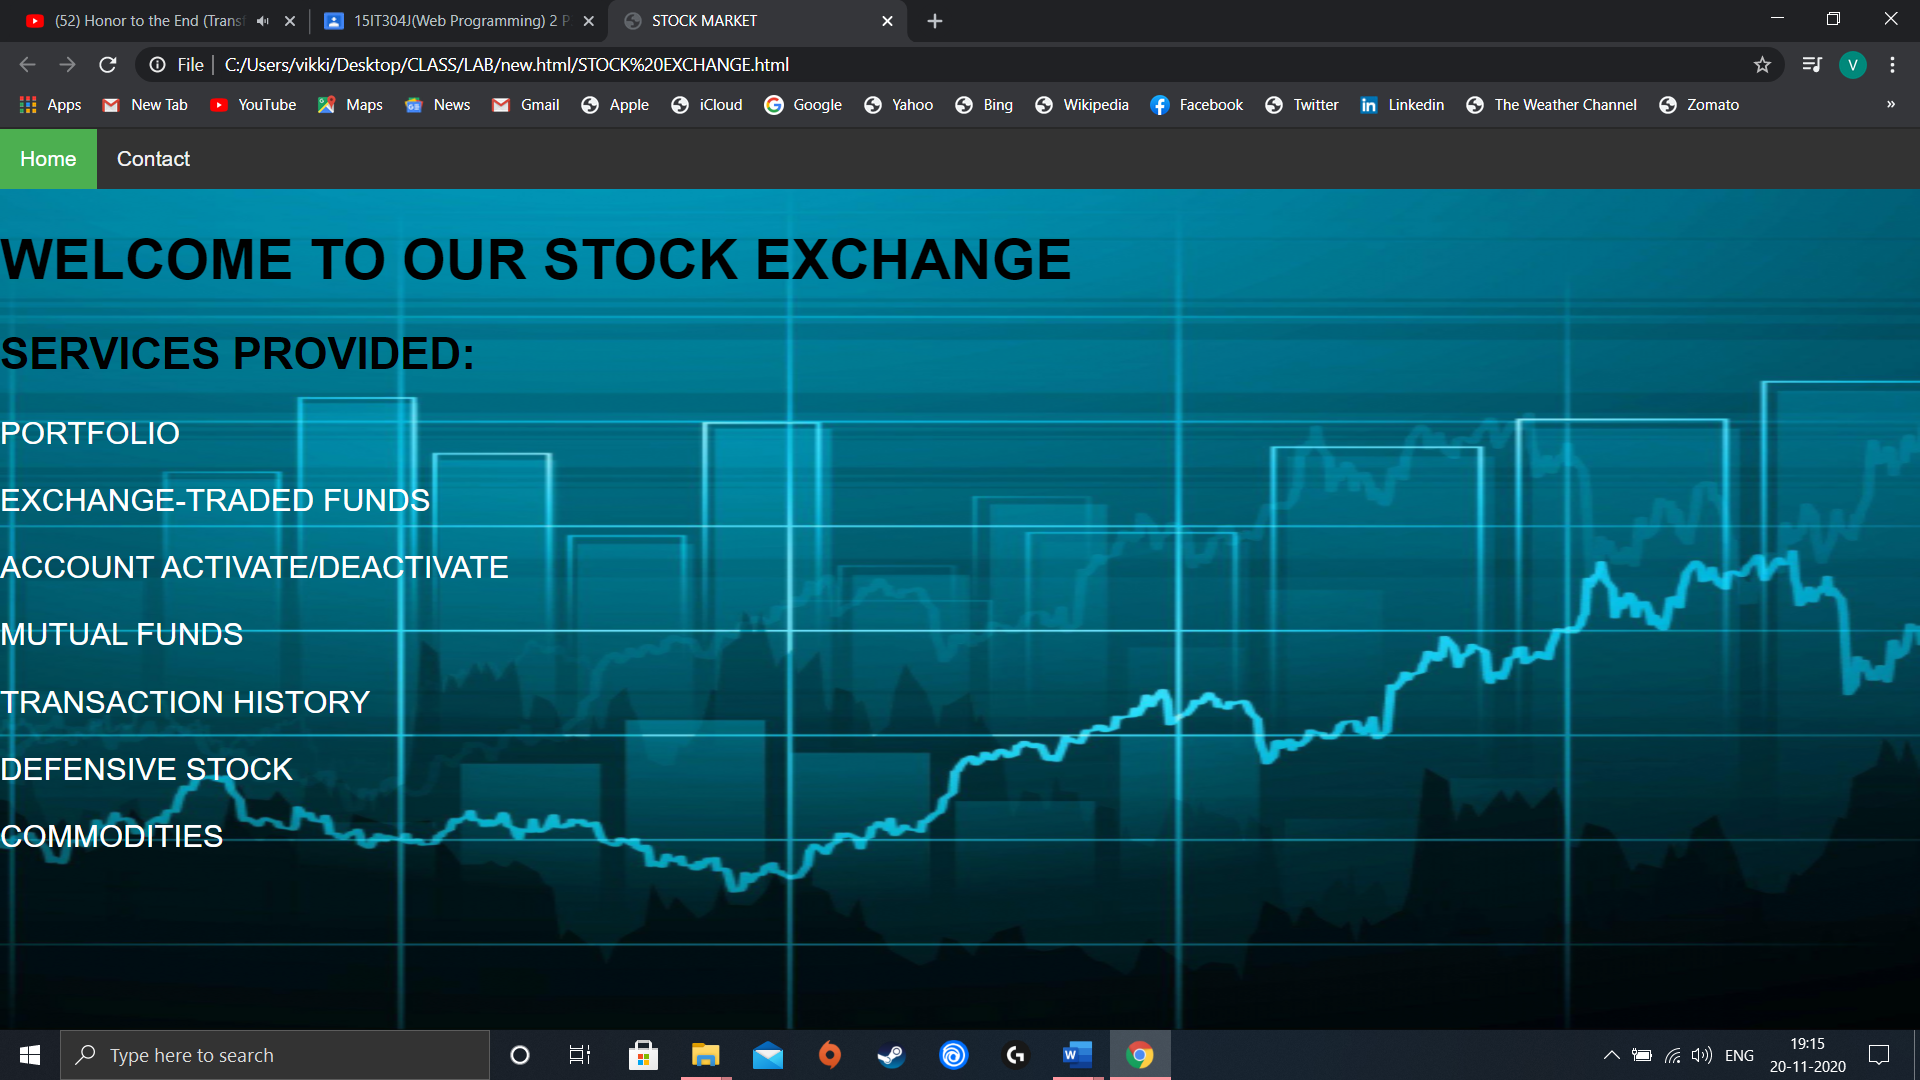 (52) Honor to the End (Transf
15IT304J(Web Programming) 2 P
STOCK MARKET
File | C:/Users/vikki/Desktop/CLASS/LAB/new.html/STOCK%20EXCHANGE.html
V
Apps New Tab YouTube Maps News Gmail Apple iCloud Google Yahoo Bing Wikipedia Facebook Twitter Linkedin The Weather Channel Zomato »
Home Contact
WELCOME TO OUR STOCK EXCHANGE
SERVICES PROVIDED:
PORTFOLIO
EXCHANGE-TRADED FUNDS
ACCOUNT ACTIVATE/DEACTIVATE
MUTUAL FUNDS
TRANSACTION HISTORY
DEFENSIVE STOCK
COMMODITIES
Type here to search
ENG
19:15
20-11-2020